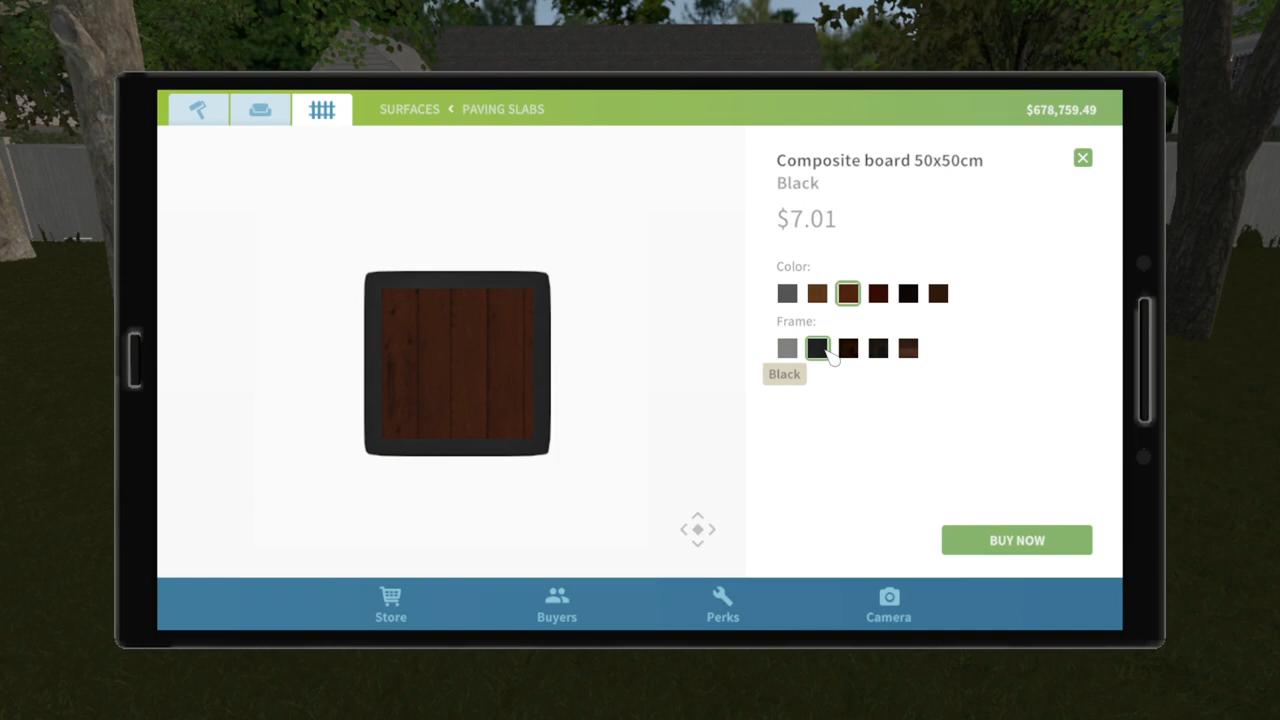 SURFACES < PAVING SLABS
$678,759.49
Composite board 50x50cm
Black
$7.01
Color:
Frame:
Black
BUY NOW
Store
Buyers
Perks
Camera